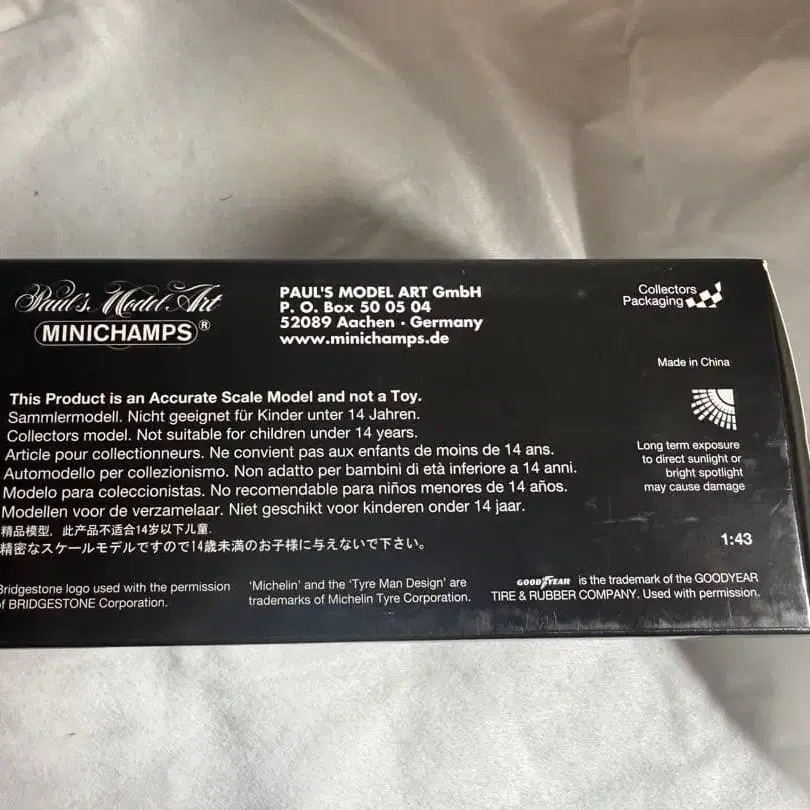 Paul's Model Art
MINICHAMPS®
PAUL'S MODEL ART GmbH
P. O. Box 50 05 04
52089 Aachen · Germany
www.minichamps.de
Collectors
Packaging
Made in China
This Product is an Accurate Scale Model and not a Toy.
Sammlermodell. Nicht geeignet für Kinder unter 14 Jahren.
Collectors model. Not suitable for children under 14 years.
Article pour collectionneurs. Ne convient pas aux enfants de moins de 14 ans.
Automodello per collezionismo. Non adatto per bambini di età inferiore a 14 anni.
Modelo para coleccionistas. No recomendable para niños menores de 14 años.
Modellen voor de verzamelaar. Niet geschikt voor kinderen onder 14 jaar.
精品模型，此产品不适合14岁以下儿童.
精密なスケールモデルですので14歳未満のお子様に与えないで下さい。
Long term exposure
to direct sunlight or
bright spotlight
may cause damage
1:43
Bridgestone logo used with the permission
of BRIDGESTONE Corporation.
'Michelin' and the 'Tyre Man Design' are
trademarks of Michelin Tyre Corporation.
GOODYEAR is the trademark of the GOODYEAR
TIRE & RUBBER COMPANY. Used with permission.